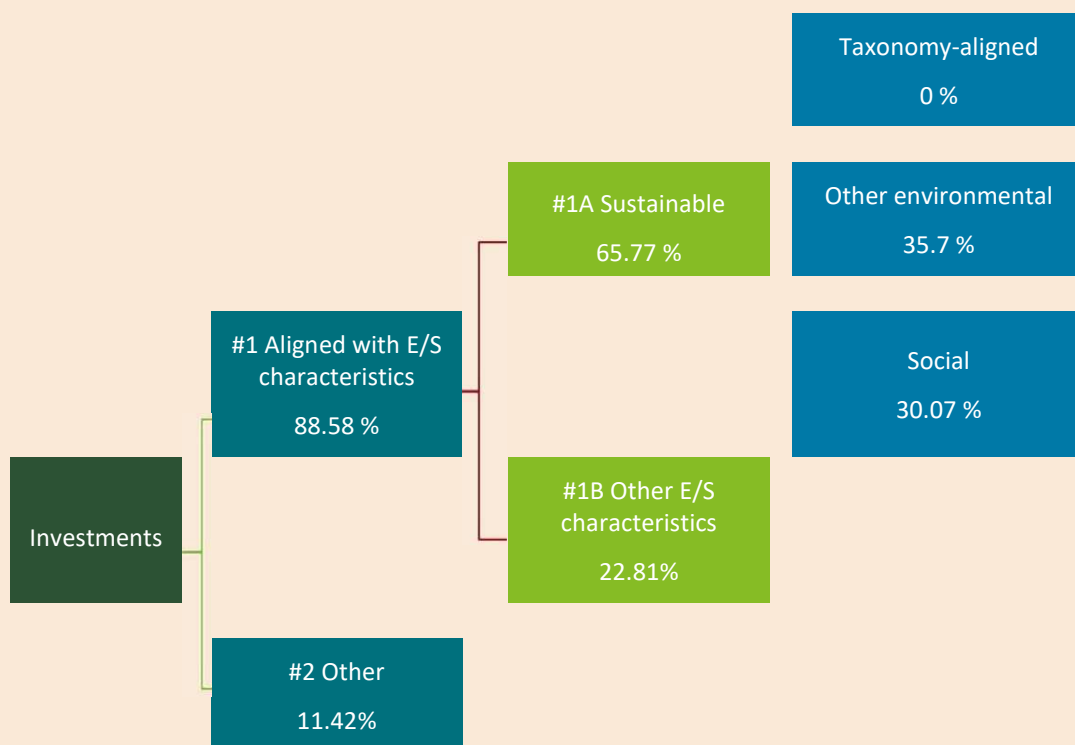 Taxonomy-aligned
0 %
#1A Sustainable
65.77 %
Other environmental
35.7 %
#1 Aligned with E/S
characteristics
88.58 %
Social
30.07 %
Investments
#1B Other E/S
characteristics
22.81%
#2 Other
11.42%